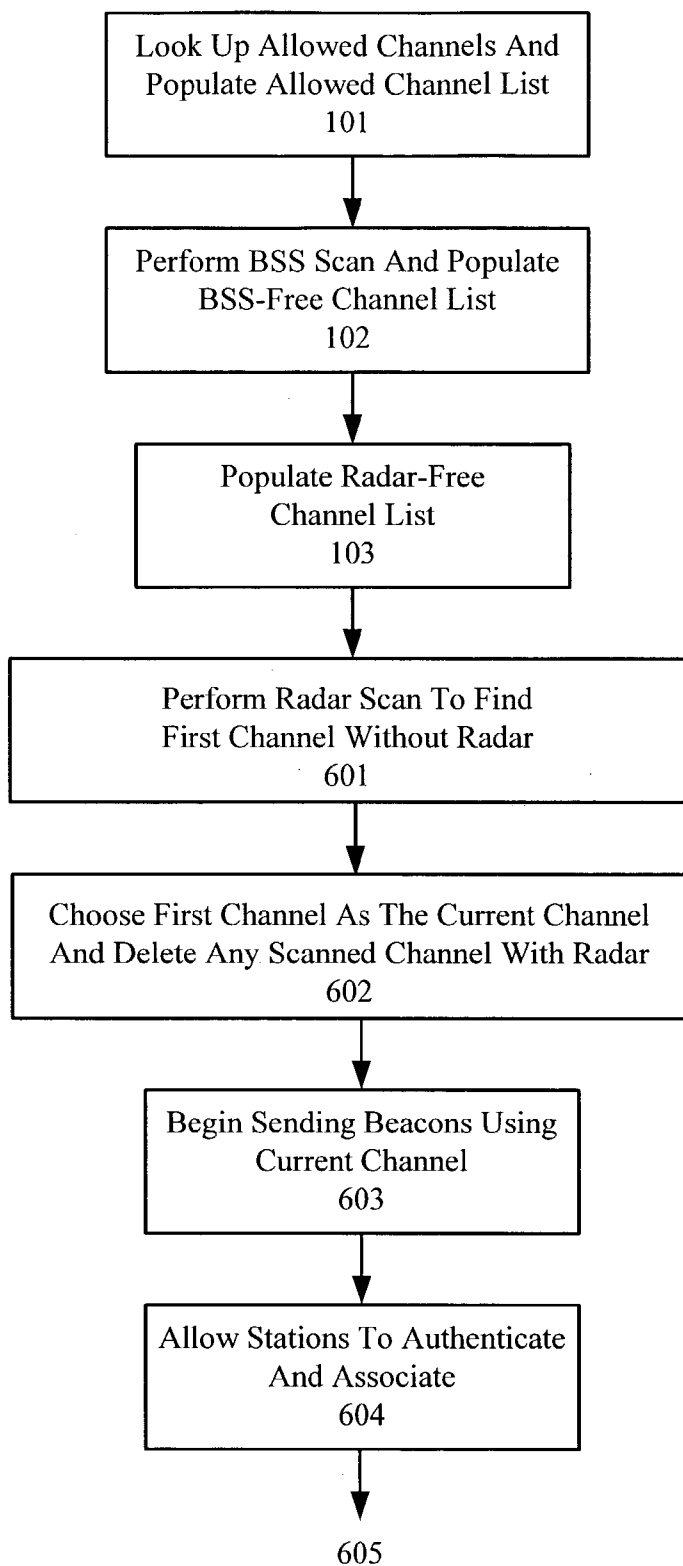 Look Up Allowed Channels And
Populate Allowed Channel List
101
Perform BSS Scan And Populate
BSS-Free Channel List
102
Populate Radar-Free
Channel List
103
Perform Radar Scan To Find
First Channel Without Radar
601
Choose First Channel As The Current Channel
And Delete Any Scanned Channel With Radar
602
Begin Sending Beacons Using
Current Channel
603
Allow Stations To Authenticate
And Associate
604
605